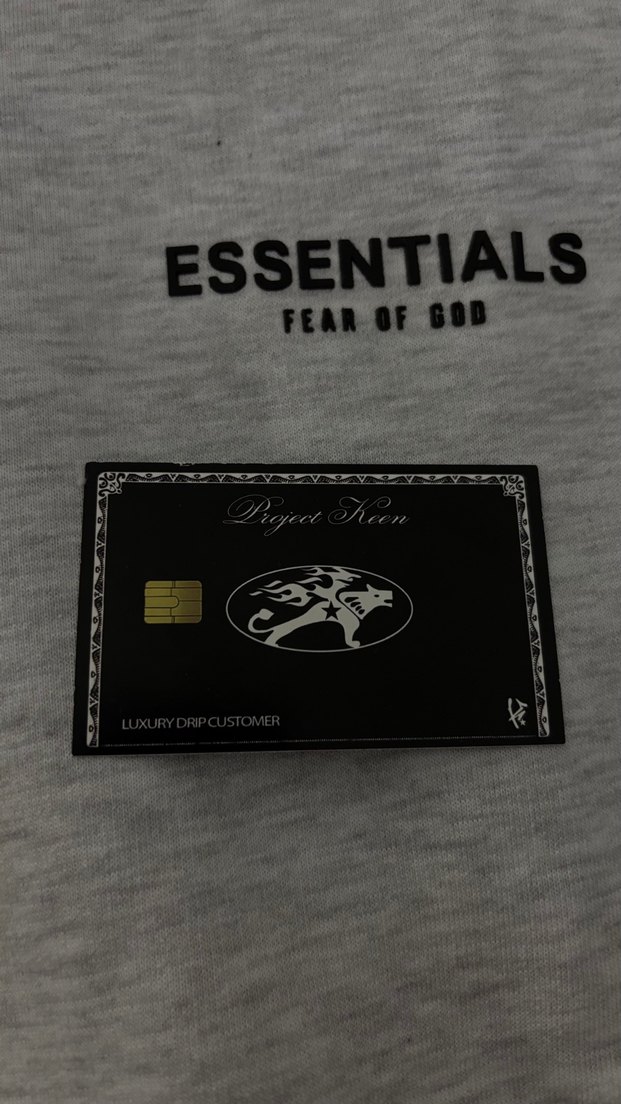 ESSENTIALS
FEAR OF GOD
Project Keen
LUXURY DRIP CUSTOMER